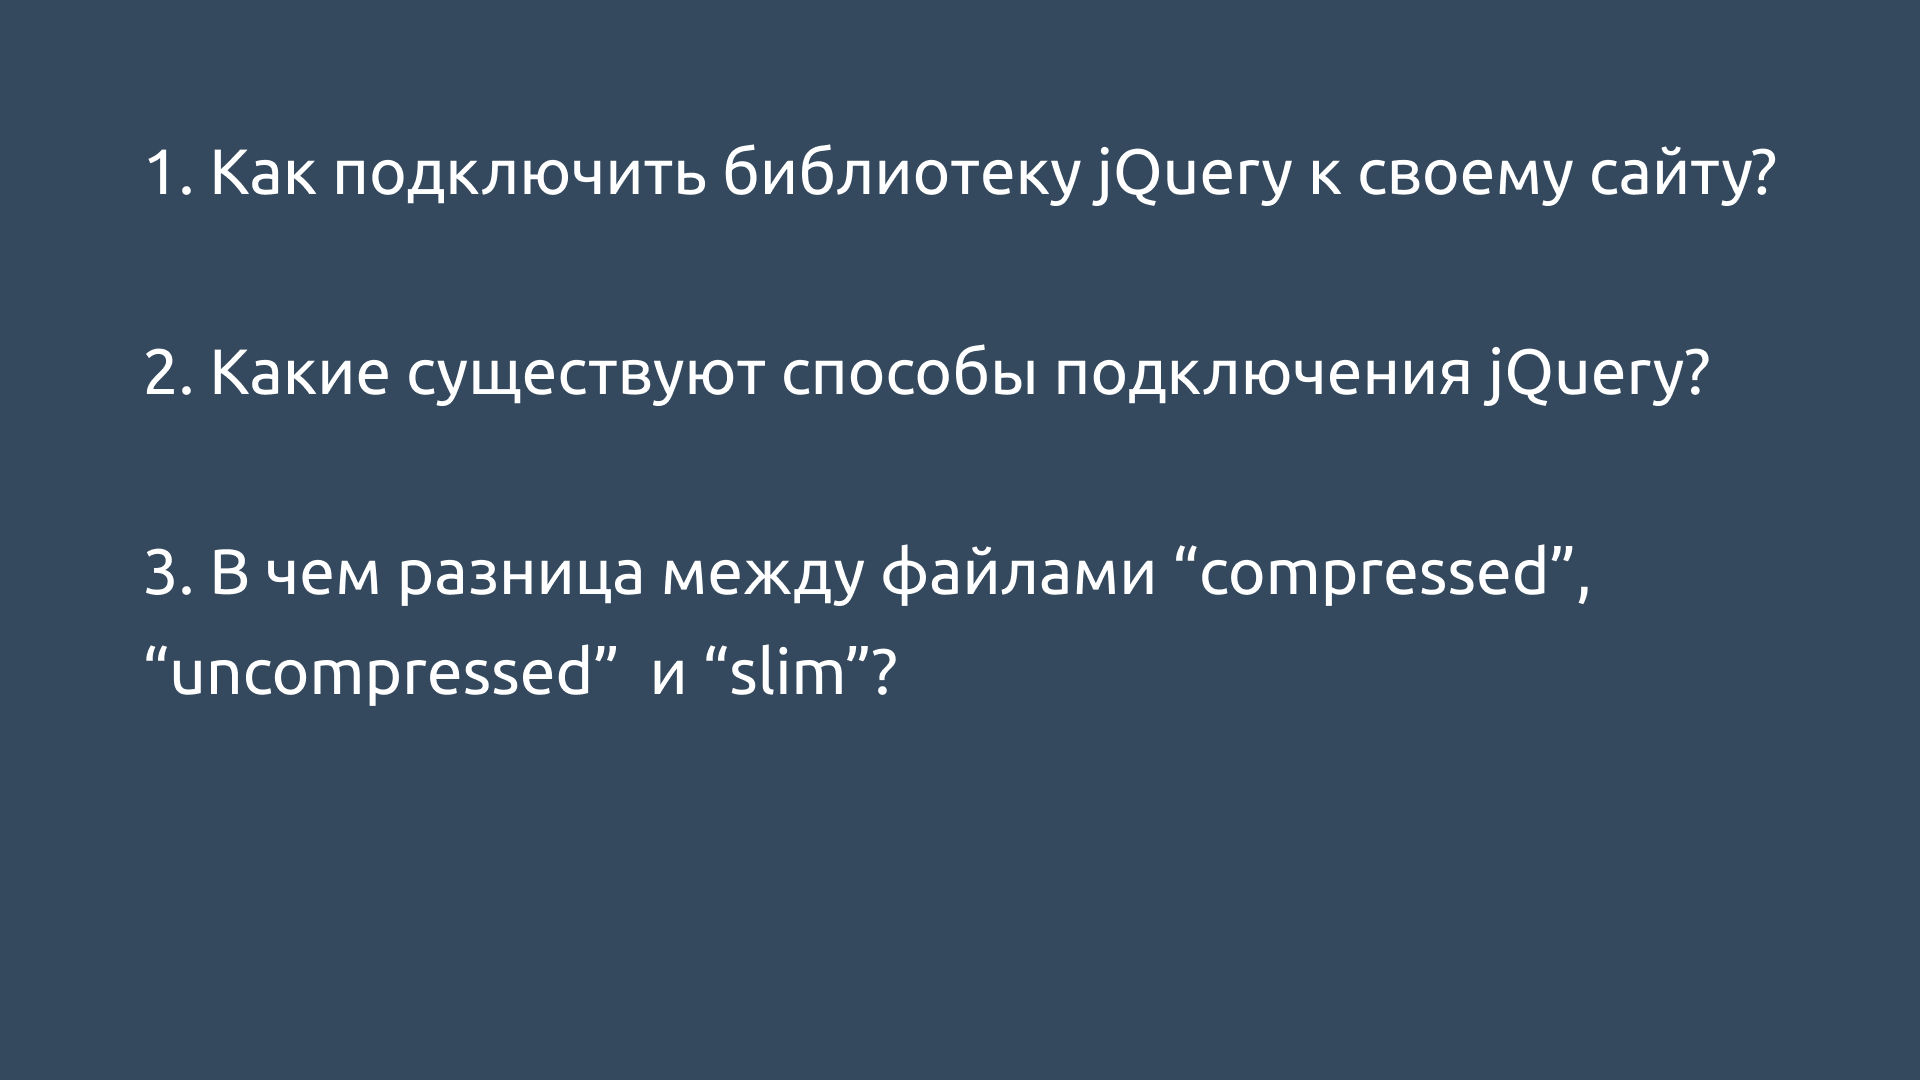 1. Как подключить библиотеку jQuery к своему сайту?
2. Какие существуют способы подключения jQuery?
3. В чем разница между файлами “compressed”,
“uncompressed”  и “slim”?